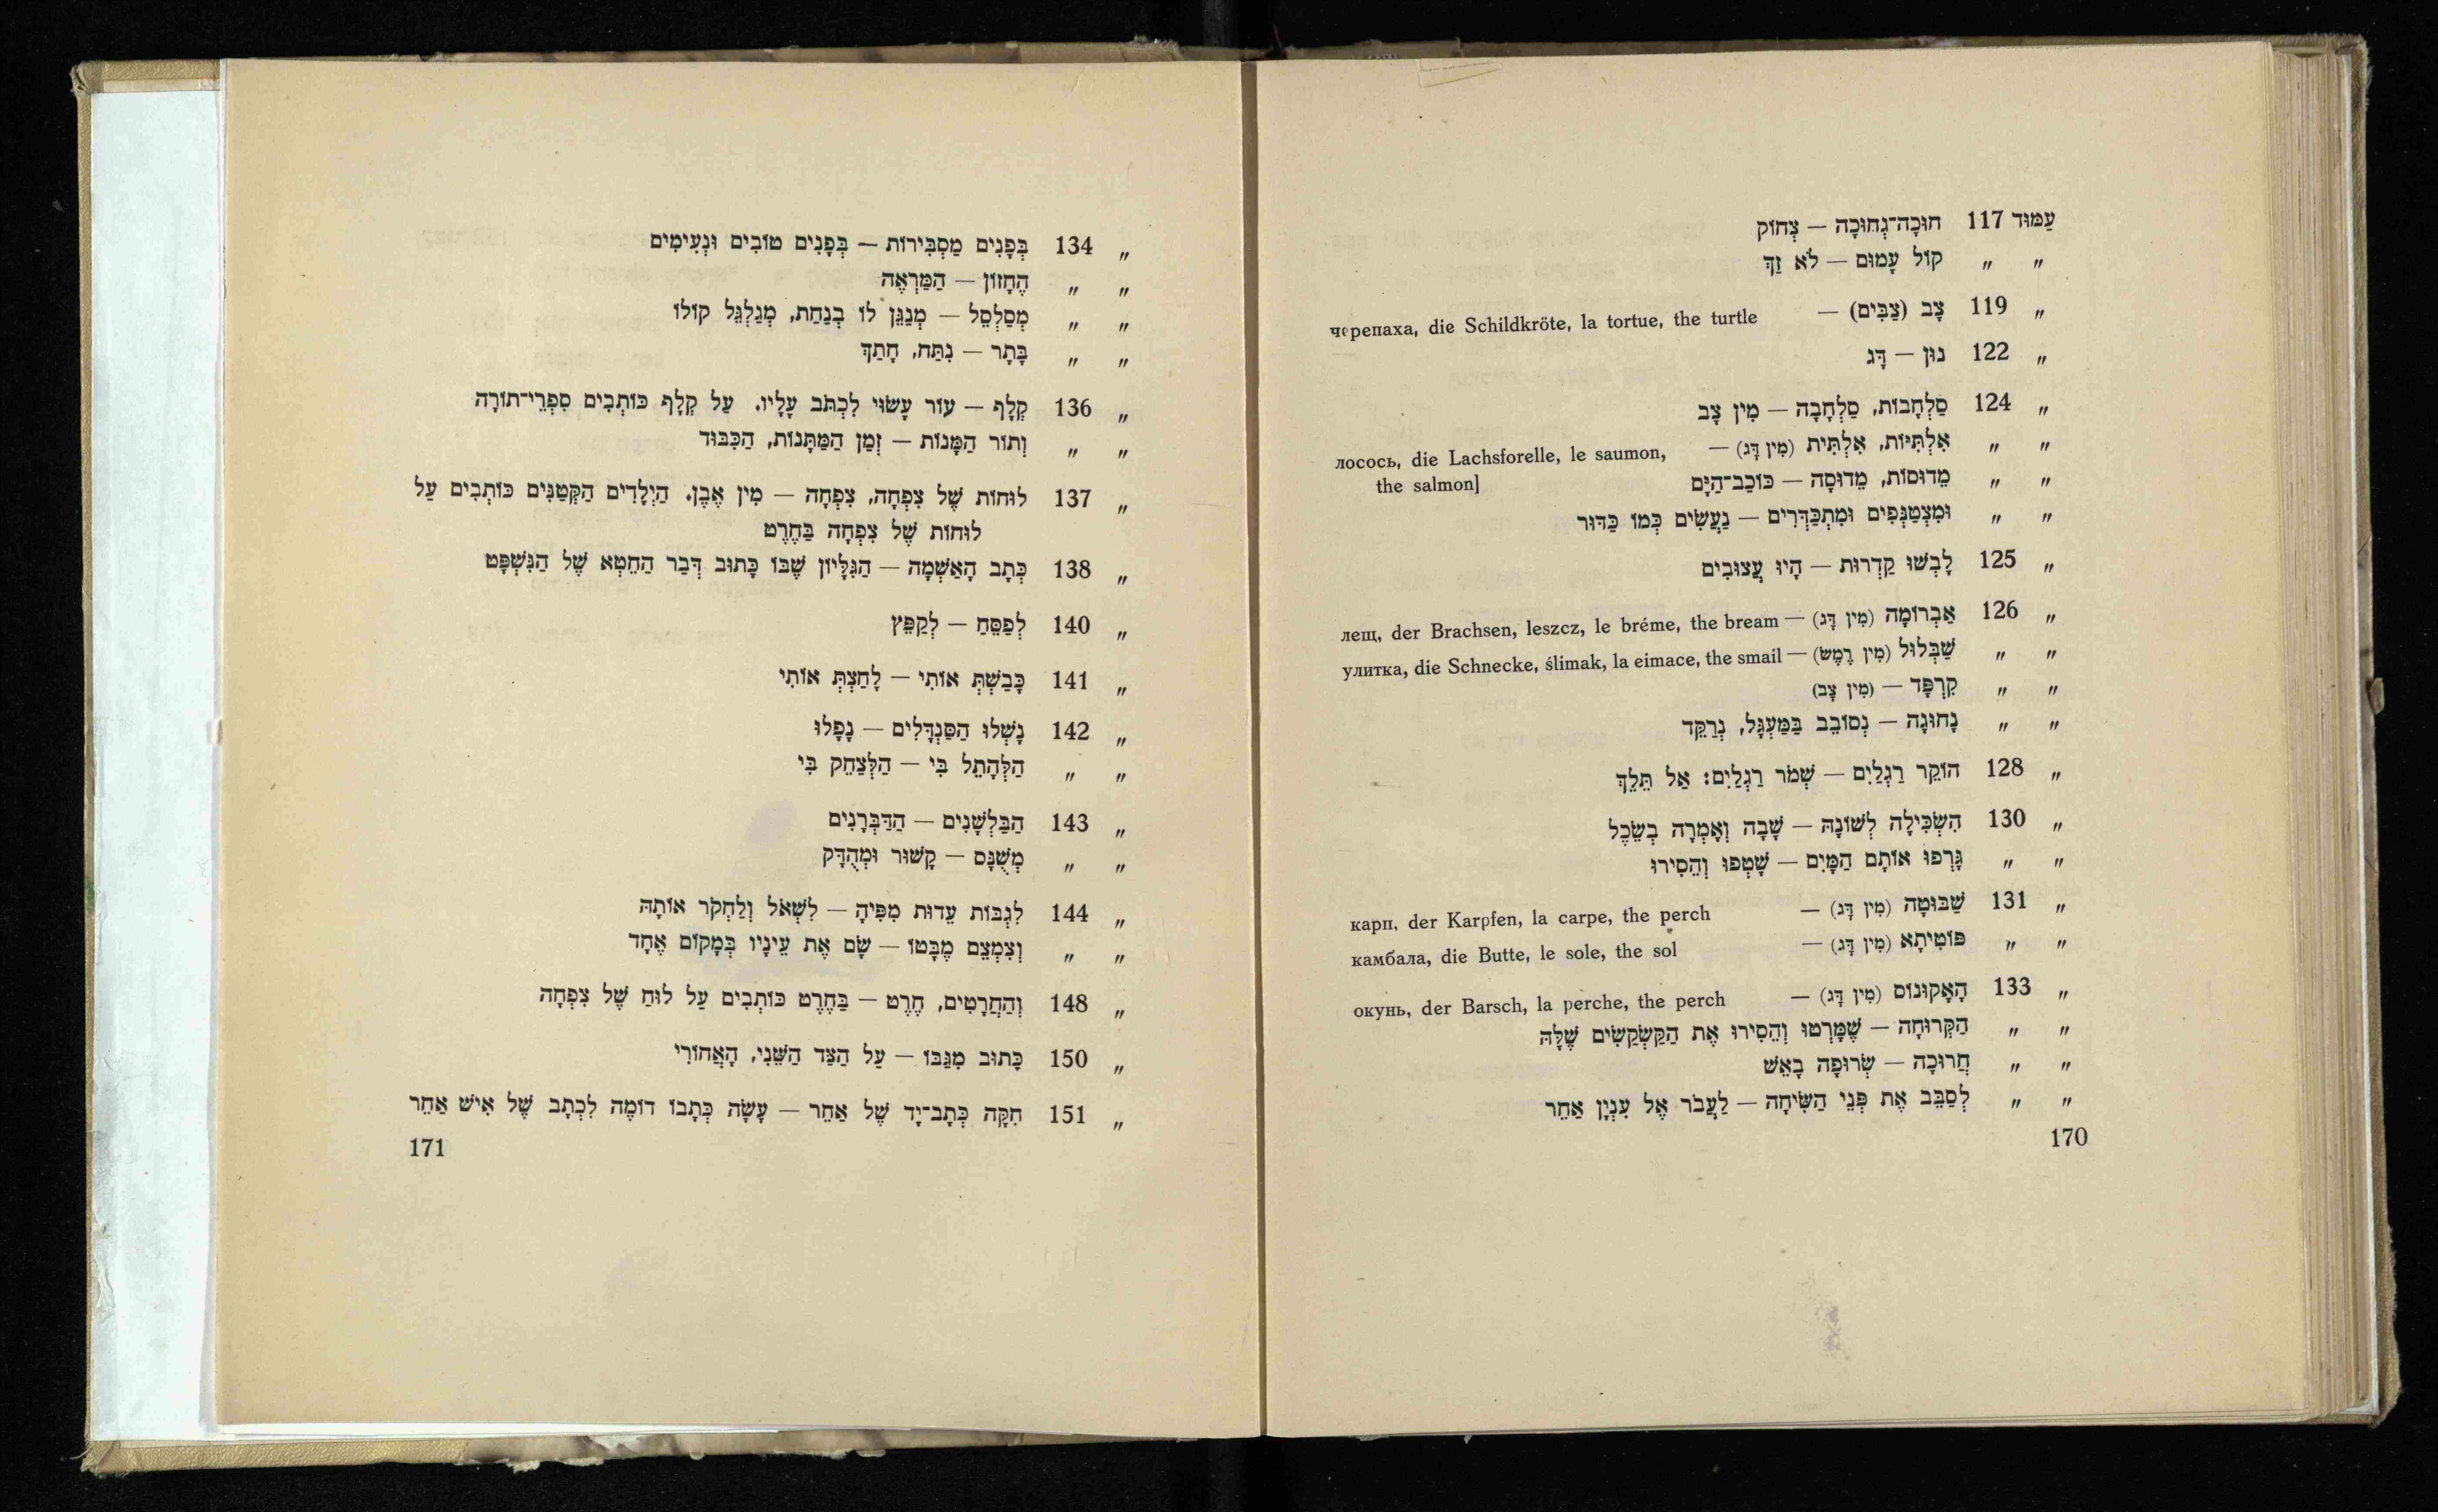 עַמּוּד 117 חוּכָה־גְחוּכָה — צְחוֹק
„ „ קוֹל עָמוּם — לֹא זַךְ
„ 119 צָב (צַבִּים) — черепаха, die Schildkröte, la tortue, the turtle
„ 122 נוּן — דָּג
„ 124 סַלְחָבוֹת, סַלְחָבָה — מִין צָב
„ „ אִלְתִּיּוֹת, אִלְתִּית (מִין דָּג) — лосось, die Lachsforelle, le saumon,
the salmon]
„ „ מֵדוּסוֹת, מֵדוּסָה — כּוֹכַב־הַיָּם
„ „ וּמִצְטַנְּפִים וּמִתְכַּדְּרִים — נַעֲשִׂים כְּמוֹ כַּדּוּר
„ 125 לָבְשׁוּ קַדְרוּת — הָיוּ עֲצוּבִים
„ 126 אַבְרוֹמָה (מִין דָּג) — лещ, der Brachsen, leszcz, le bréme, the bream
„ „ שַׁבְּלוּל (מִין רֶמֶשׂ) — улитка, die Schnecke, ślimak, la eimace, the smail
„ „ קִרְפָּד — (מִין צָב)
„ „ נָחוּגָה — נְסוֹבֵב בַּמַּעְגָּל, נְרַקֵּד
„ 128 הוֹקֵר רַגְלַיִם — שְׁמֹר רַגְלַיִם: אַל תֵּלֵךְ
„ 130 הִשְׂכִּילָה לְשׁוֹנָהּ — שָׁבָה וְאָמְרָה בְּשֵׂכֶל
„ „ גָּרְפוּ אוֹתָם הַמַּיִם — שָׁטְפוּ וְהֵסִירוּ
„ 131 שַׁבּוּטָה (מִין דָּג) — карп, der Karpfen, la carpe, the perch
„ „ פּוֹטִיתָא (מִין דָּג) — камбала, die Butte, le sole, the sol
„ 133 הָאָקוּנוֹס (מִין דָּג) — окунь, der Barsch, la perche, the perch
„ „ הַקְּרוּחָה — שֶׁמָּרְטוּ וְהֵסִירוּ אֶת הַקַּשְׂקַשִּׂים שֶׁלָּהּ
„ „ חֲרוּכָה — שְׂרוּפָה בָאֵשׁ
„ „ לְסַבֵּב אֶת פְּנֵי הַשִּׂיחָה — לַעֲבֹר אֶל עִנְיָן אַחֵר
170
„ 134 בְּפָנִים מַסְבִּירוֹת — בְּפָנִים טוֹבִים וּנְעִימִים
„ „ הֶחָזוֹן — הַמַּרְאֶה
„ „ מְסַלְסֵל — מְנַגֵּן לוֹ בְנַחַת, מְגַלְגֵּל קוֹלוֹ
„ „ בָּתָר — נִתַּח, חָתַךְ
„ 136 קְלָף — עוֹר עָשׂוּי לִכְתֹּב עָלָיו. עַל קְלָף כּוֹתְבִים סִפְרֵי־תוֹרָה
„ „ וְתוֹר הַמָּנוֹת — זְמַן הַמַּתָּנוֹת, הַכִּבּוּד
„ 137 לוּחוֹת שֶׁל צִפְחָה, צִפְחָה — מִין אֶבֶן. הַיְלָדִים הַקְּטַנִּים כּוֹתְבִים עַל
לוּחוֹת שֶׁל צִפְחָה בַּחֶרֶט
„ 138 כְּתָב הָאַשְׁמָה — הַגִּלָּיוֹן שֶׁבּוֹ כָּתוּב דְּבַר הַחֵטְא שֶׁל הַנִּשְׁפָּט
„ 140 לְפַסֵּחַ — לְקַפֵּץ
„ 141 כָּבַשְׁתְּ אוֹתִי — לָחַצְתְּ אוֹתִי
„ 142 נָשְׁלוּ הַסַּנְדָּלִים — נָפָלוּ
„ „ הַלְּהָתֵל בִּי — הַלְּצַחֵק בִּי
„ 143 הַבַּלְשָׁנִים — הַדַּבְּרָנִים
„ „ מְשֻׁנָּס — קָשׁוּר וּמְהֻדָּק
„ 144 לִגְבּוֹת עֵדוּת מִפִּיהָ — לִשְׁאֹל וְלַחְקֹר אוֹתָהּ
„ „ וְצִמְצֵם מֶבָּטוֹ — שָׂם אֶת עֵינָיו בְּמָקוֹם אֶחָד
„ 148 וְהַחֲרָטִים, חֶרֶט — בַּחֶרֶט כּוֹתְבִים עַל לוּחַ שֶׁל צִפְחָה
„ 150 כָּתוּב מִגַּבּוֹ — עַל הַצַּד הַשֵּׁנִי, הָאֲחוֹרִי
„ 151 חִקָּה כְּתָב־יָד שֶׁל אַחֵר — עָשָׂה כְּתָבוֹ דוֹמֶה לִכְתָב שֶׁל אִישׁ אַחֵר
171